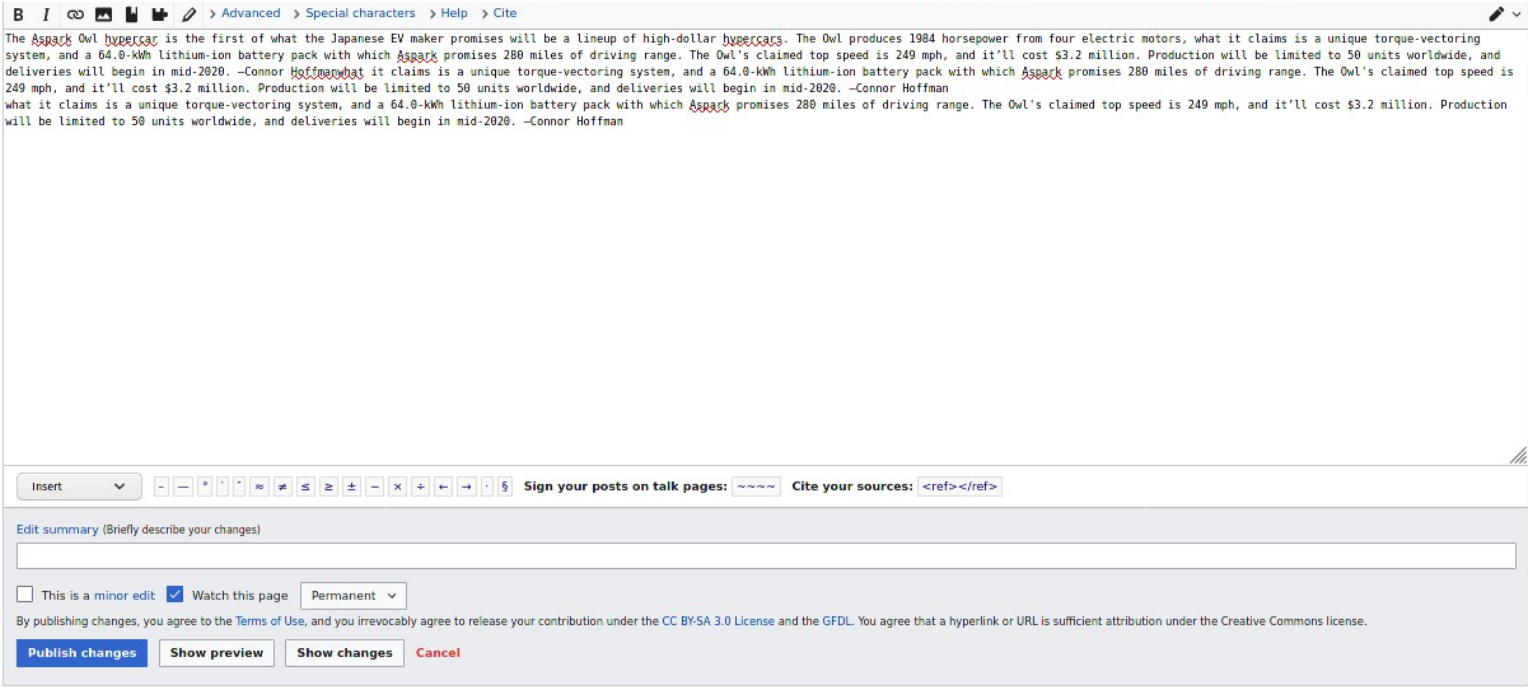 B I Advanced Special characters Help Cite
The Aspark Owl hypercar is the first of what the Japanese EV maker promises will be a lineup of high-dollar hypercars. The Owl produces 1984 horsepower from four electric motors, what it claims is a unique torque-vectoring
system, and a 64.0-kWh lithium-ion battery pack with which Aspark promises 280 miles of driving range. The Owl's claimed top speed is 249 mph, and it’ll cost $3.2 million. Production will be limited to 50 units worldwide, and
deliveries will begin in mid-2020. —Connor Hoffmanwhat it claims is a unique torque-vectoring system, and a 64.0-kWh lithium-ion battery pack with which Aspark promises 280 miles of driving range. The Owl's claimed top speed is
249 mph, and it’ll cost $3.2 million. Production will be limited to 50 units worldwide, and deliveries will begin in mid-2020. —Connor Hoffman
what it claims is a unique torque-vectoring system, and a 64.0-kWh lithium-ion battery pack with which Aspark promises 280 miles of driving range. The Owl's claimed top speed is 249 mph, and it’ll cost $3.2 million. Production
will be limited to 50 units worldwide, and deliveries will begin in mid-2020. —Connor Hoffman
Insert – — ° ′ ″ ≈ ≠ ≤ ≥ ± − × ÷ ← → · § Sign your posts on talk pages: ~~~~ Cite your sources: <ref></ref>
Edit summary (Briefly describe your changes)
This is a minor edit Watch this page Permanent
By publishing changes, you agree to the Terms of Use, and you irrevocably agree to release your contribution under the CC BY-SA 3.0 License and the GFDL. You agree that a hyperlink or URL is sufficient attribution under the Creative Commons license.
Publish changes Show preview Show changes Cancel